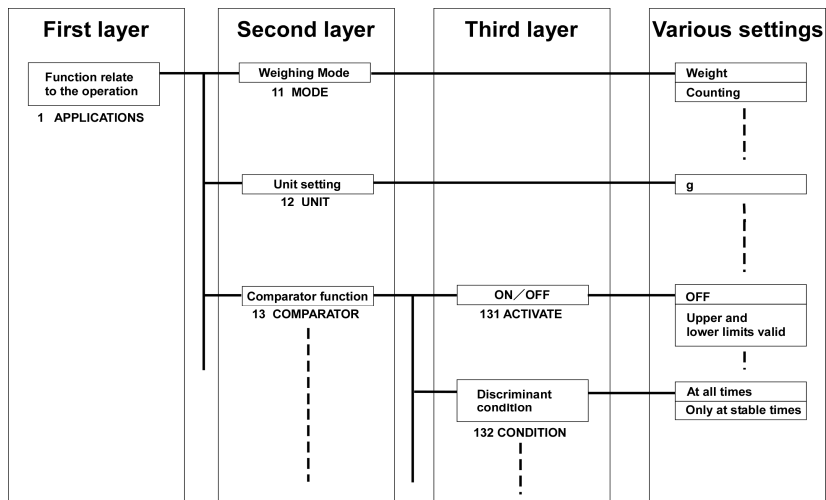 First layer
Second layer
Third layer
Various settings
Function relate
to the operation
1 APPLICATIONS
Weighing Mode
11 MODE
Weight
Counting
Unit setting
12 UNIT
g
Comparator function
13 COMPARATOR
ON／OFF
131 ACTIVATE
OFF
Upper and
lower limits valid
Discriminant
condition
132 CONDITION
At all times
Only at stable times